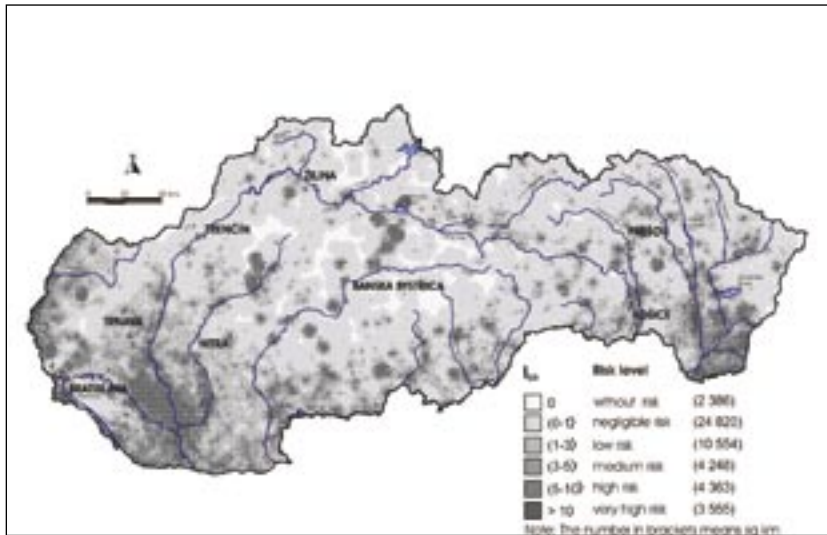 ŽILINA
TRENČÍN
PREŠOV
BANSKÁ BYSTRICA
KOŠICE
TRNAVA
NITRA
BRATISLAVA
Risk level
0 without risk (2 386)
(0-1) negligible risk (24 820)
(1-3) low risk (10 554)
(3-5) medium risk (4 248)
(5-10) high risk (4 363)
> 10 very high risk (3 555)
Note: The number in brackets means sq km